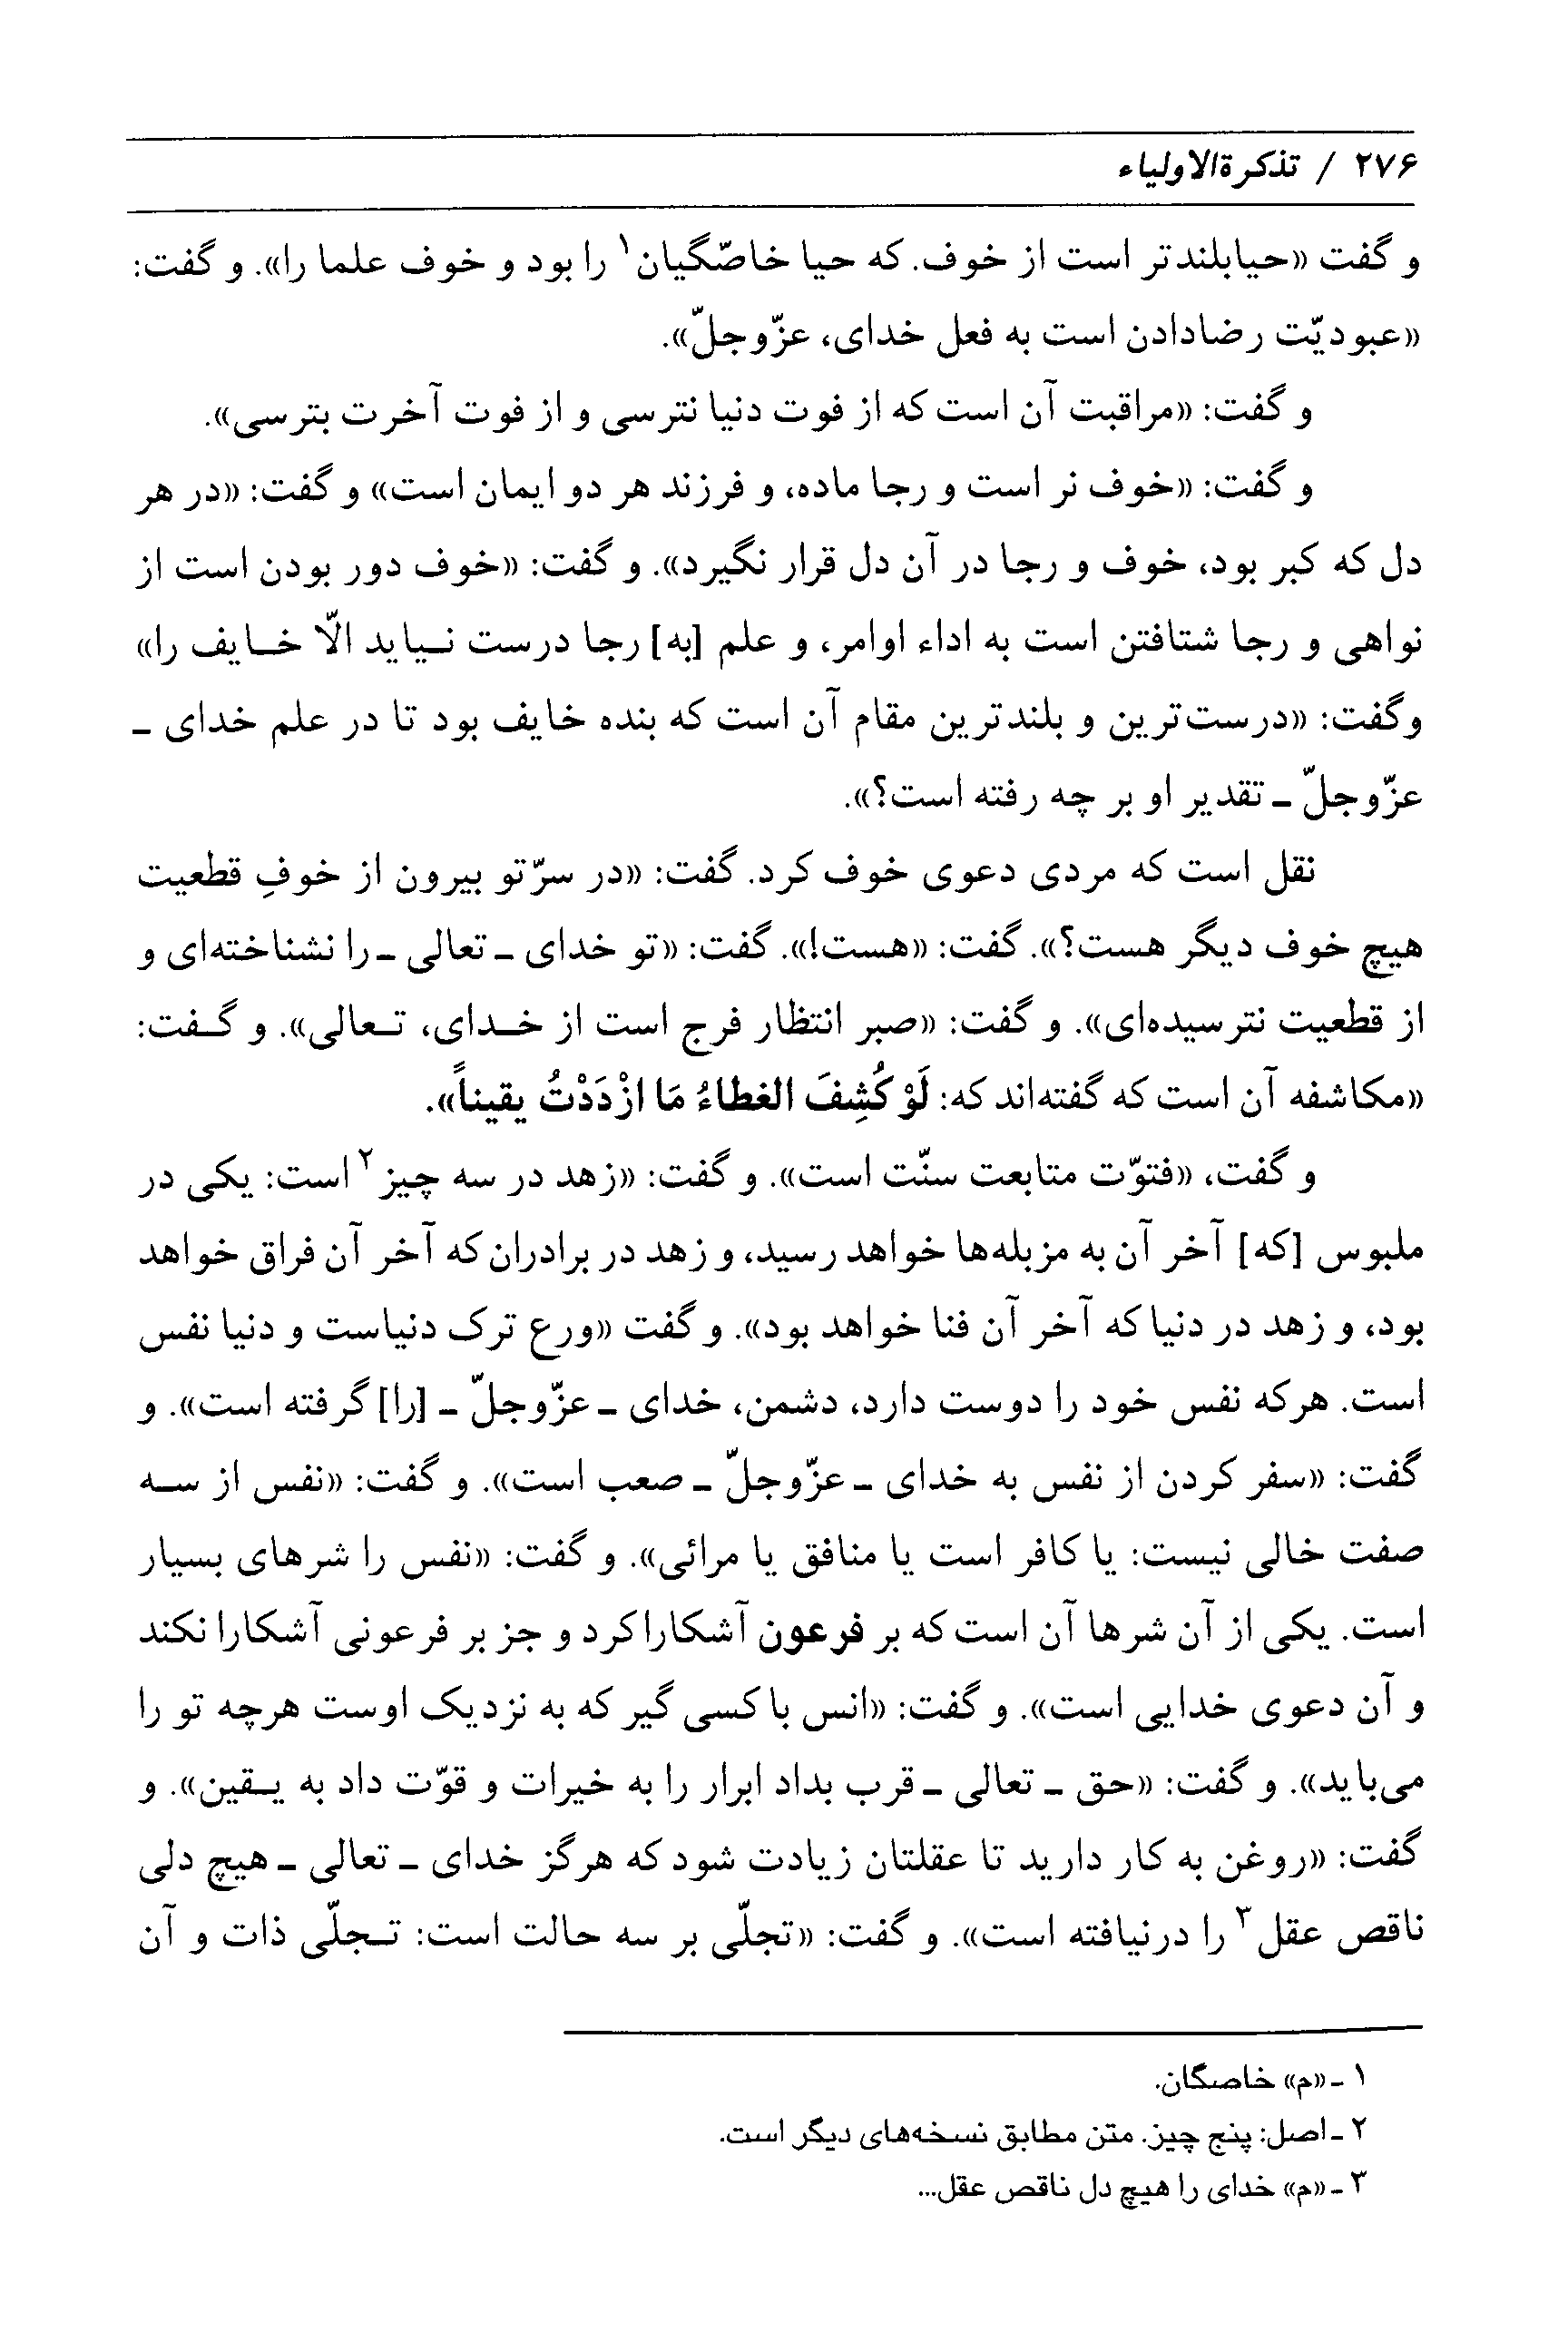 ۲۷۶ / تذکرةالاولیاء
و گفت «حیابلندتر است از خوف. که حیا خاصّگیان۱ را بود و خوف علما را». و گفت:
«عبودیّت رضادادن است به فعل خدای، عزّوجلّ».
و گفت: «مراقبت آن است که از فوت دنیا نترسی و از فوت آخرت بترسی».
و گفت: «خوف نر است و رجا ماده، و فرزند هر دو ایمان است» و گفت: «در هر
دل که کبر بود، خوف و رجا در آن دل قرار نگیرد». و گفت: «خوف دور بودن است از
نواهی و رجا شتافتن است به اداء اوامر، و علم [به] رجا درست نیاید الّا خایف را»
وگفت: «درست‌ترین و بلندترین مقام آن است که بنده خایف بود تا در علم خدای ـ
عزّوجلّ ـ تقدیر او بر چه رفته است؟».
نقل است که مردی دعوی خوف کرد. گفت: «در سرّتو بیرون از خوفِ قطعیت
هیچ خوف دیگر هست؟». گفت: «هست!». گفت: «تو خدای ـ تعالی ـ را نشناخته‌ای و
از قطعیت نترسیده‌ای». و گفت: «صبر انتظار فرج است از خدای، تعالی». و گفت:
«مکاشفه آن است که گفته‌اند که: لَوْ کُشِفَ الغطاءُ مَا ازْدَدْتُ یقیناً».
و گفت، «فتوّت متابعت سنّت است». و گفت: «زهد در سه چیز۲ است: یکی در
ملبوس [که] آخر آن به مزبله‌ها خواهد رسید، و زهد در برادران که آخر آن فراق خواهد
بود، و زهد در دنیا که آخر آن فنا خواهد بود». و گفت «ورع ترک دنیاست و دنیا نفس
است. هرکه نفس خود را دوست دارد، دشمن، خدای ـ عزّوجلّ ـ [را] گرفته است». و
گفت: «سفر کردن از نفس به خدای ـ عزّوجلّ ـ صعب است». و گفت: «نفس از سه
صفت خالی نیست: یا کافر است یا منافق یا مرائی». و گفت: «نفس را شرهای بسیار
است. یکی از آن شرها آن است که بر فرعون آشکارا کرد و جز بر فرعونی آشکارا نکند
و آن دعوی خدایی است». و گفت: «انس با کسی گیر که به نزدیک اوست هرچه تو را
می‌باید». و گفت: «حق ـ تعالی ـ قرب بداد ابرار را به خیرات و قوّت داد به یقین». و
گفت: «روغن به کار دارید تا عقلتان زیادت شود که هرگز خدای ـ تعالی ـ هیچ دلی
ناقص عقل۳ را درنیافته است». و گفت: «تجلّی بر سه حالت است: تجلّی ذات و آن
۱ ـ «م» خاصگان.
۲ ـ اصل: پنج چیز. متن مطابق نسخه‌های دیگر است.
۳ ـ «م» خدای را هیچ دل ناقص عقل...